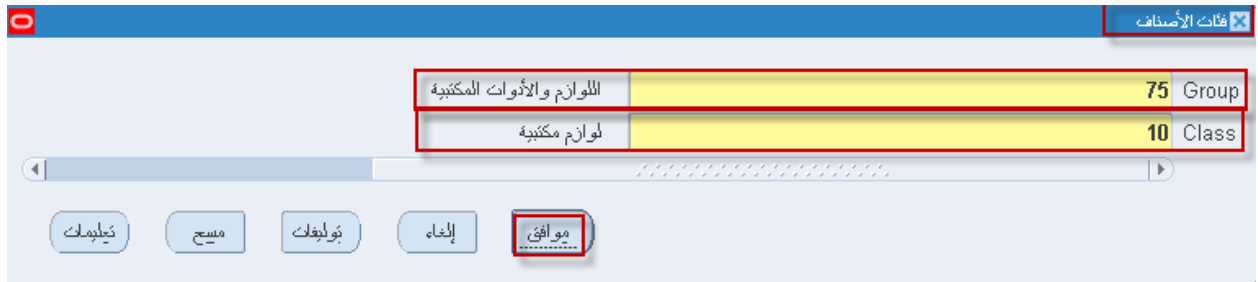 فئات الأصناف
Group 75 اللوازم والأدوات المكتبية
Class 10 لوازم مكتبية
موافق إلغاء توليفات مسح تعليمات